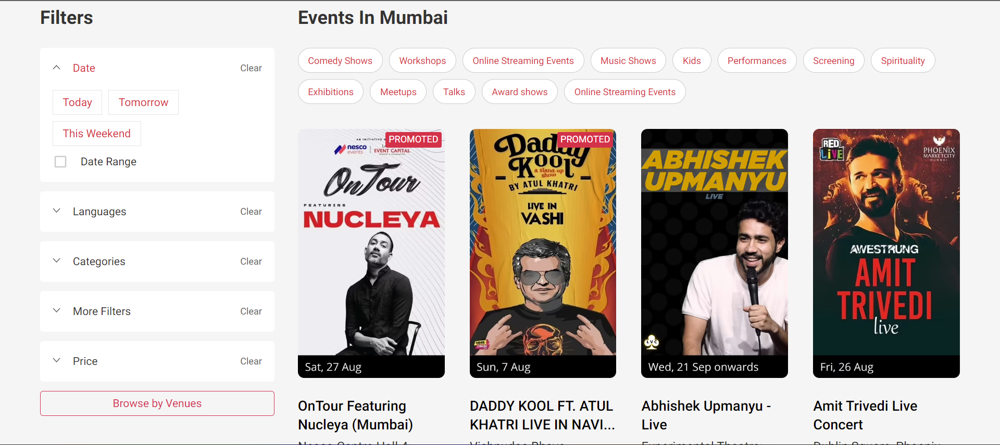 Filters
Date
Clear
Today
Tomorrow
This Weekend
Date Range
Languages
Clear
Categories
Clear
More Filters
Clear
Price
Clear
Browse by Venues
Events In Mumbai
Comedy Shows
Workshops
Online Streaming Events
Music Shows
Kids
Performances
Screening
Spirituality
Exhibitions
Meetups
Talks
Award shows
Online Streaming Events
PROMOTED
AN INITIATIVE
nesco
events
EVENT CAPITAL
OnTour
FEATURING
NUCLEYA
Sat, 27 Aug
OnTour Featuring
Nucleya (Mumbai)
PROMOTED
Daddy
Kool
a stand-up
show
BY ATUL KHATRI
LIVE IN
VASHI
Sun, 7 Aug
DADDY KOOL FT. ATUL
KHATRI LIVE IN NAVI...
ABHISHEK
UPMANYU
LIVE
LVC
Wed, 21 Sep onwards
Abhishek Upmanyu -
Live
RED
LIVE
PHOENIX
MARKETCITY
MUMBAI
AWESTRUNG
AMIT
TRIVEDI
live
Fri, 26 Aug
Amit Trivedi Live
Concert